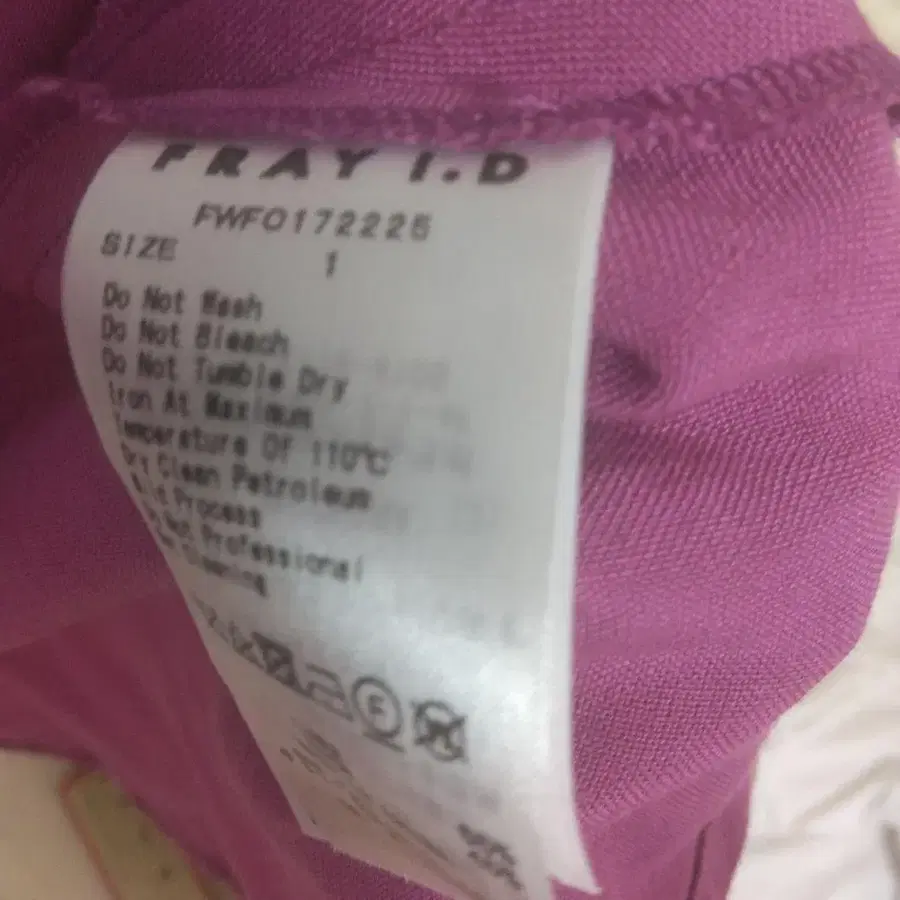 FRAY I.D
FWFO172225
SIZE 1
Do Not Wash
Do Not Bleach
Do Not Tumble Dry
Iron At Maximum
Temperature Of 110℃
Dry Clean Petroleum
Process
Not Professional
F
W